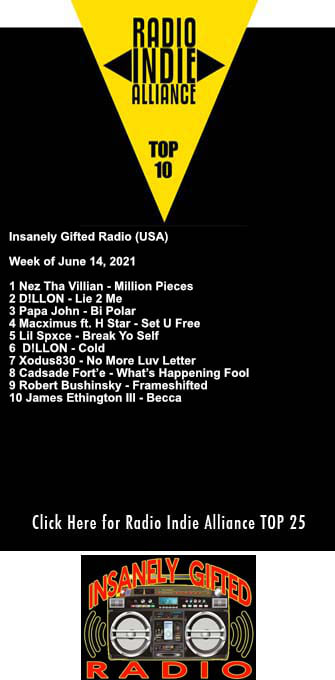 RADIO
INDIE
ALLIANCE
TOP
10
Insanely Gifted Radio (USA)
Week of June 14, 2021
1 Nez Tha Villian - Million Pieces
2 D!LLON - Lie 2 Me
3 Papa John - Bi Polar
4 Macximus ft. H Star - Set U Free
5 Lil Spxce - Break Yo Self
6 D!LLON - Cold
7 Xodus830 - No More Luv Letter
8 Cadsade Fort'e - What's Happening Fool
9 Robert Bushinsky - Frameshifted
10 James Ethington III - Becca
Click Here for Radio Indie Alliance TOP 25
INSANELY GIFTED
RADIO